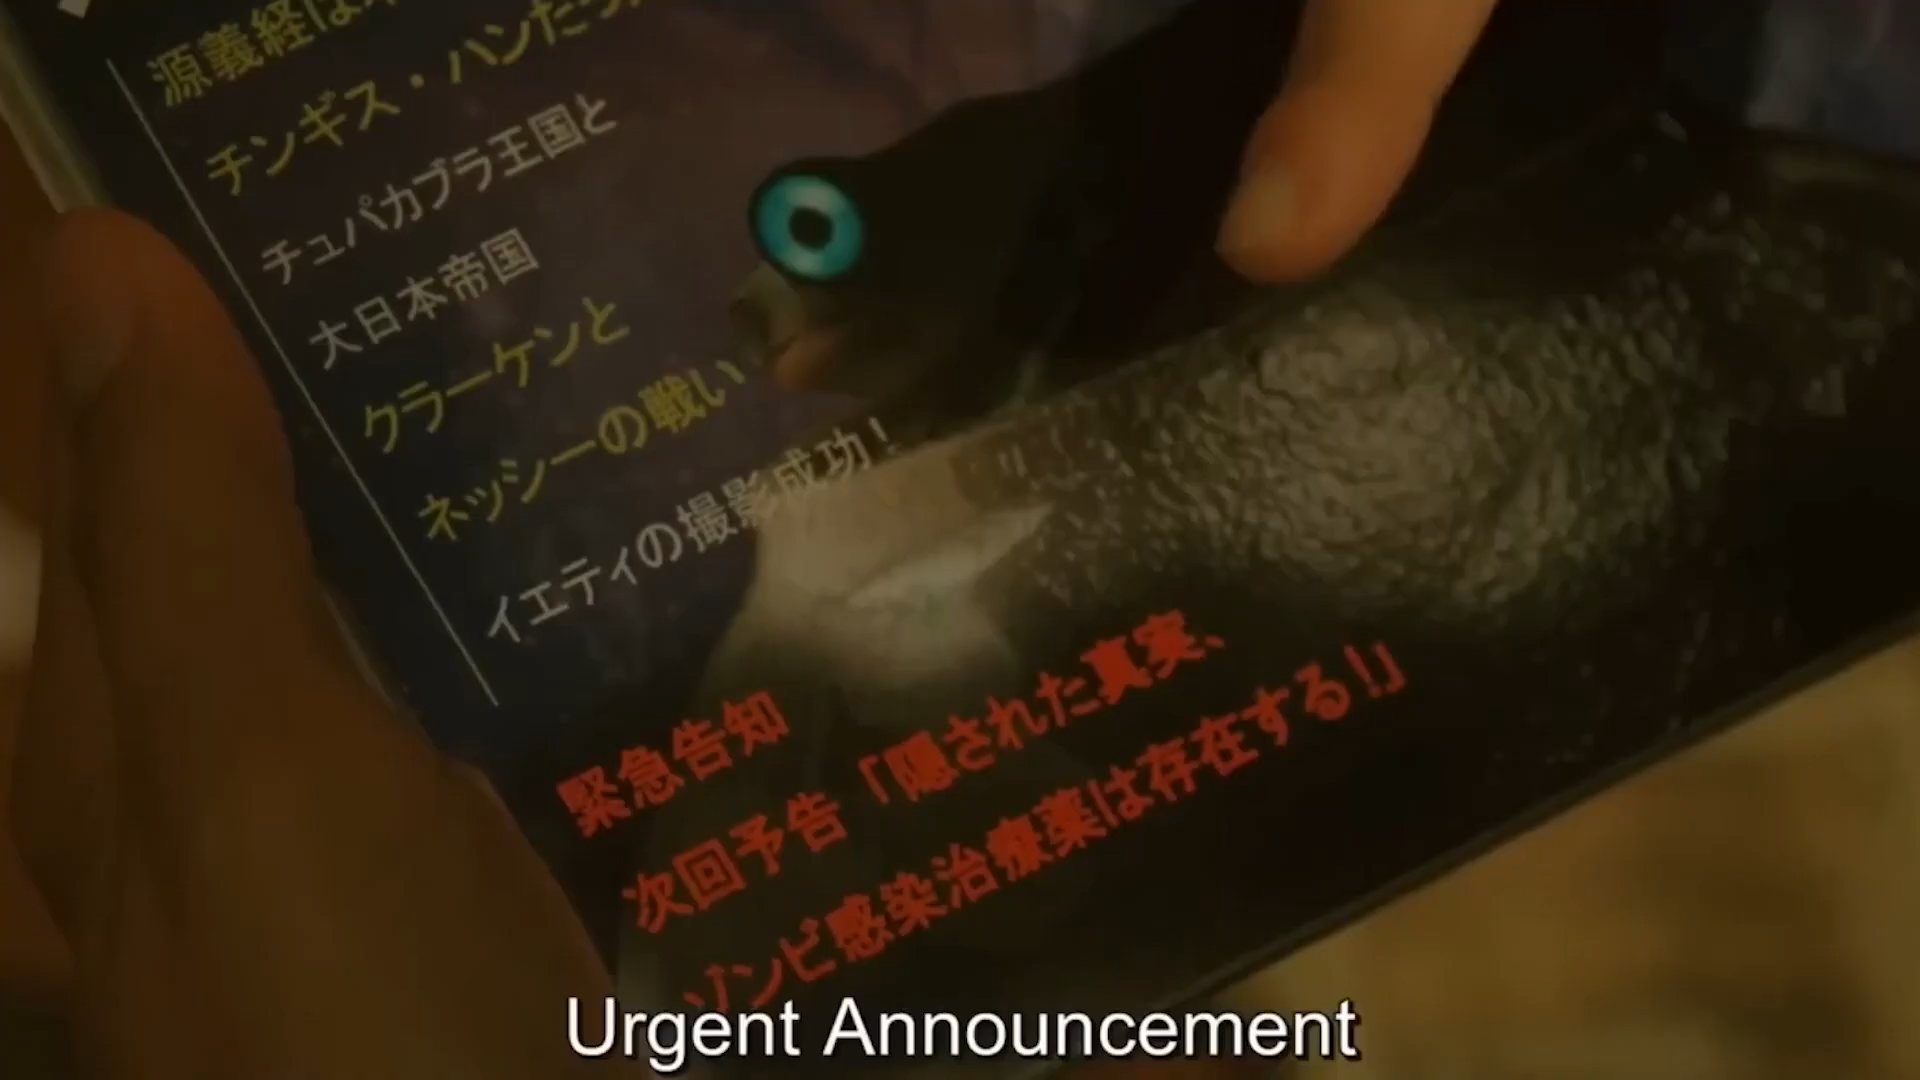 源義経は
チンギス・ハンだっ
チュパカブラ王国と
大日本帝国
クラーケンと
ネッシーの戦い
イエティの撮影成功!
緊急告知
次回予告「隠された真実、
ゾンビ感染治療薬は存在する!」
Urgent Announcement